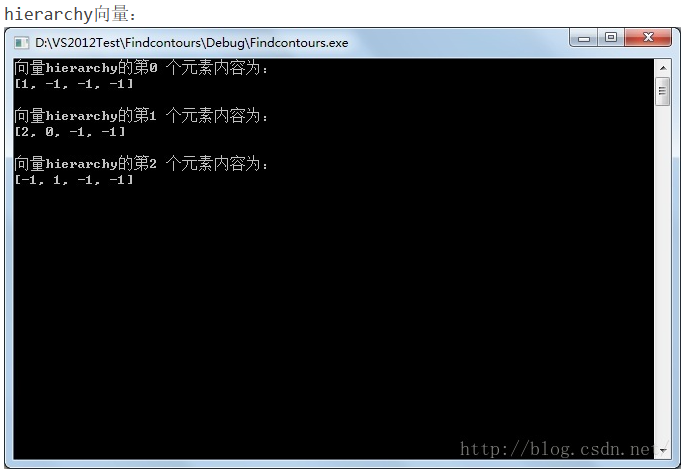 hierarchy向量：
D:\VS2012Test\Findcontours\Debug\Findcontours.exe
向量hierarchy的第0 个元素内容为：
[1, -1, -1, -1]
向量hierarchy的第1 个元素内容为：
[2, 0, -1, -1]
向量hierarchy的第2 个元素内容为：
[-1, 1, -1, -1]
http://blog.csdn.net/